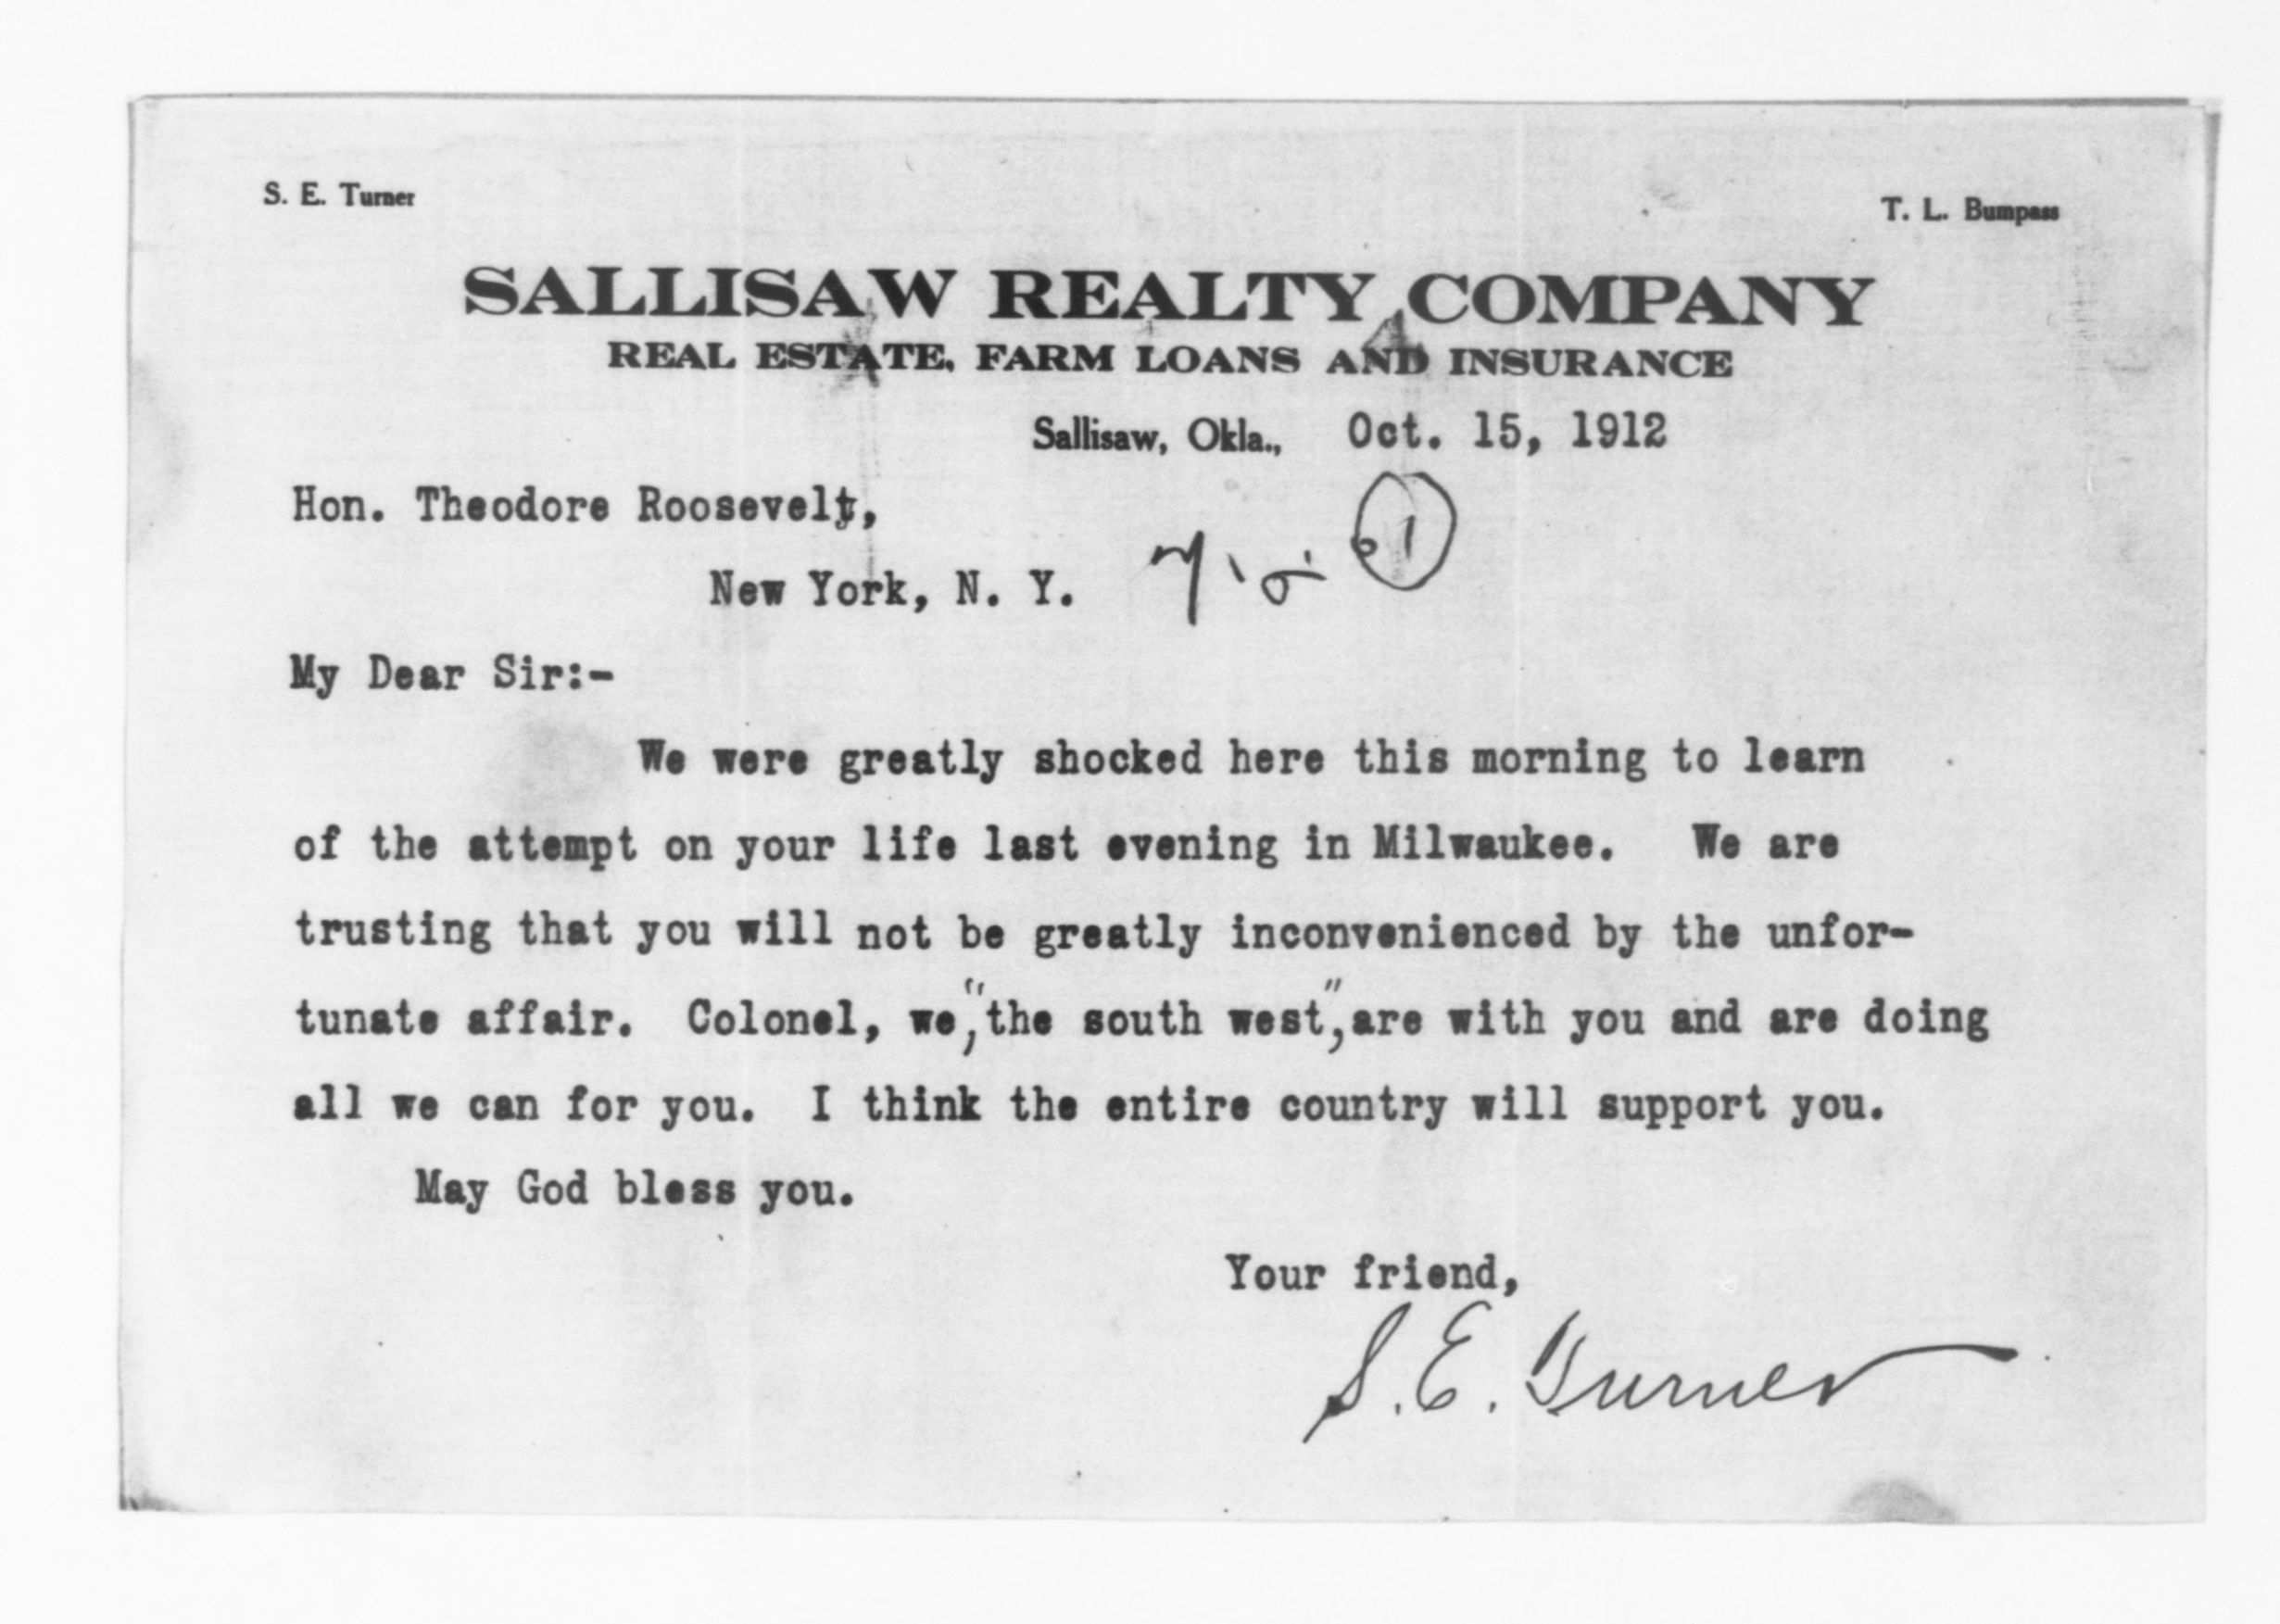 S. E. Turner
T. L. Bumpass
SALLISAW REALTY COMPANY
REAL ESTATE, FARM LOANS AND INSURANCE
Sallisaw, Okla., Oct. 15, 1912
Hon. Theodore Roosevelt,
New York, N. Y.
My Dear Sir:-
We were greatly shocked here this morning to learn
of the attempt on your life last evening in Milwaukee. We are
trusting that you will not be greatly inconvenienced by the unfor-
tunate affair. Colonel, we, "the south west", are with you and are doing
all we can for you. I think the entire country will support you.
May God bless you.
Your friend,
S. E. Turner